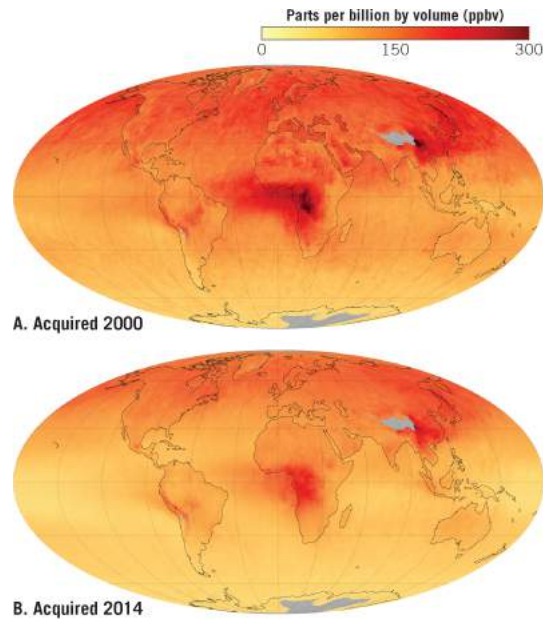 Parts per billion by volume (ppbv)
0 150 300
A. Acquired 2000
B. Acquired 2014